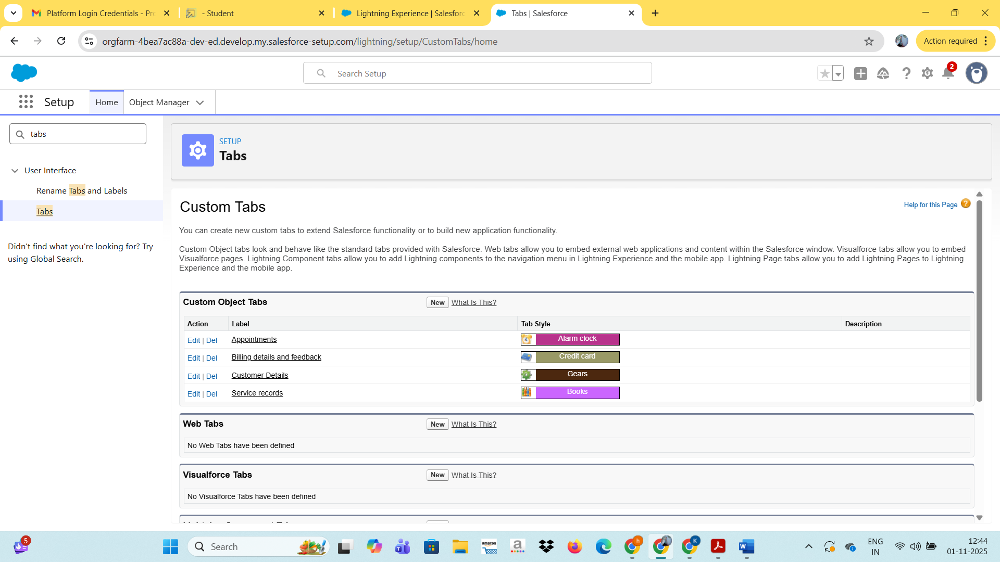 Platform Login Credentials - Pro
- Student
Lightning Experience | Salesforc
Tabs | Salesforce
orgfarm-4bea7ac88a-dev-ed.develop.my.salesforce-setup.com/lightning/setup/CustomTabs/home
Action required
Search Setup
2
Setup
Home
Object Manager
tabs
User Interface
Rename Tabs and Labels
Tabs
Didn't find what you're looking for? Try
using Global Search.
SETUP
Tabs
Custom Tabs
Help for this Page
You can create new custom tabs to extend Salesforce functionality or to build new application functionality.
Custom Object tabs look and behave like the standard tabs provided with Salesforce. Web tabs allow you to embed external web applications and content within the Salesforce window. Visualforce tabs allow you to embed
Visualforce pages. Lightning Component tabs allow you to add Lightning components to the navigation menu in Lightning Experience and the mobile app. Lightning Page tabs allow you to add Lightning Pages to Lightning
Experience and the mobile app.
Custom Object Tabs New What Is This?
Action Label Tab Style Description
Edit | Del Appointments Alarm clock
Edit | Del Billing details and feedback Credit card
Edit | Del Customer Details Gears
Edit | Del Service records Books
Web Tabs New What Is This?
No Web Tabs have been defined
Visualforce Tabs New What Is This?
No Visualforce Tabs have been defined
5
Search
amazon
a
h
K
W
ENG
IN
12:44
01-11-2025